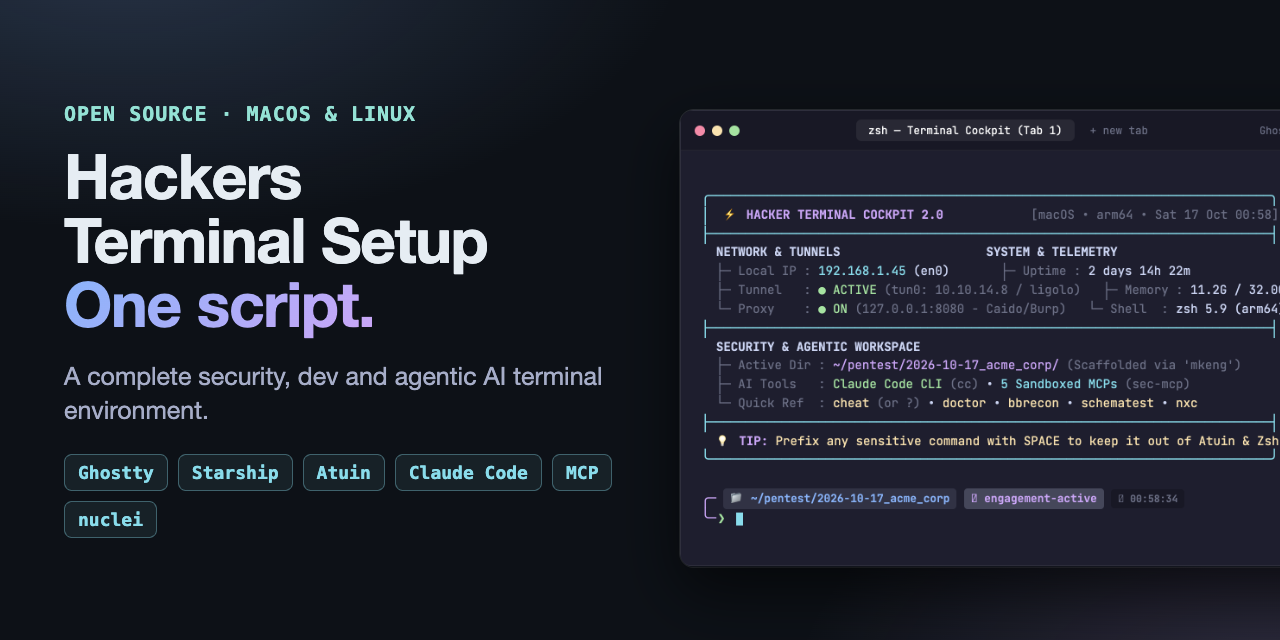 OPEN SOURCE · MACOS & LINUX
Hackers
Terminal Setup
One script.
A complete security, dev and agentic AI terminal
environment.
Ghostty Starship Atuin Claude Code MCP
nuclei
zsh — Terminal Cockpit (Tab 1) + new tab
⚡ HACKER TERMINAL COCKPIT 2.0 [macOS • arm64 • Sat 17 Oct 00:58]
NETWORK & TUNNELS SYSTEM & TELEMETRY
├─ Local IP : 192.168.1.45 (en0) ├─ Uptime : 2 days 14h 22m
├─ Tunnel : ● ACTIVE (tun0: 10.10.14.8 / ligolo) ├─ Memory : 11.2G / 32.0
└─ Proxy : ● ON (127.0.0.1:8080 - Caido/Burp) └─ Shell : zsh 5.9 (arm64
SECURITY & AGENTIC WORKSPACE
├─ Active Dir : ~/pentest/2026-10-17_acme_corp/ (Scaffolded via 'mkeng')
├─ AI Tools : Claude Code CLI (cc) • 5 Sandboxed MCPs (sec-mcp)
└─ Quick Ref : cheat (or ?) • doctor • bbrecon • schematest • nxc
💡 TIP: Prefix any sensitive command with SPACE to keep it out of Atuin & Zsh
~/pentest/2026-10-17_acme_corp engagement-active 00:58:34
❯